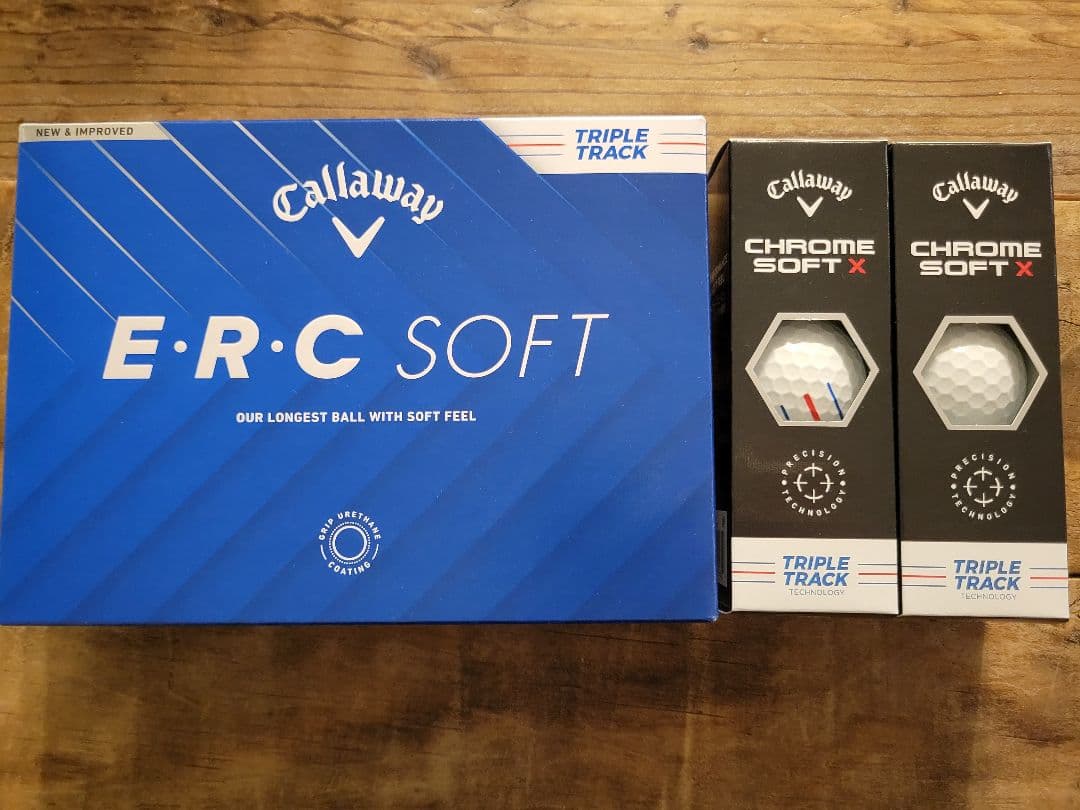 NEW & IMPROVED
TRIPLE
TRACK
Callaway
E·R·C SOFT
OUR LONGEST BALL WITH SOFT FEEL
GRIP URETHANE
COATING
Callaway
CHROME
SOFT X
PRECISION
TECHNOLOGY
TRIPLE
TRACK
TECHNOLOGY
Callaway
CHROME
SOFT X
PRECISION
TECHNOLOGY
TRIPLE
TRACK
TECHNOLOGY